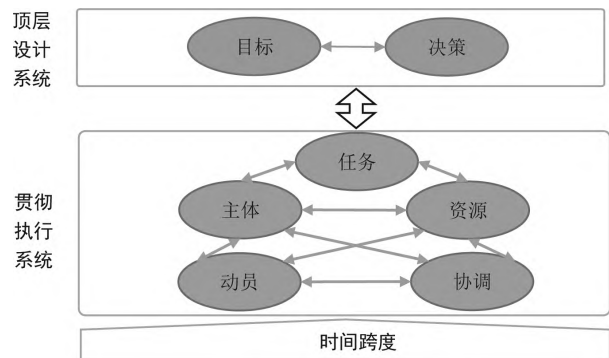 顶层
设计
系统
目标
决策
任务
主体
资源
贯彻
执行
系统
动员
协调
时间跨度